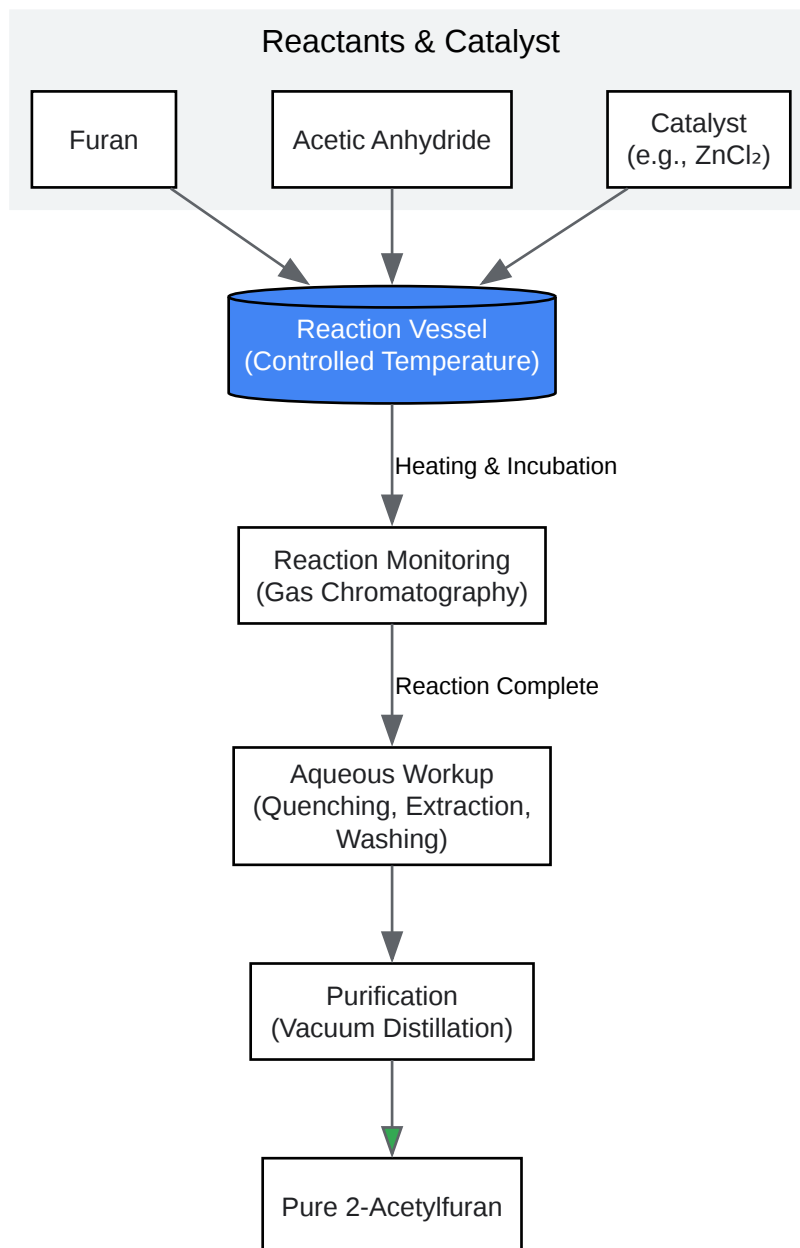 Reactants & Catalyst
Furan
Acetic Anhydride
Catalyst
(e.g., ZnCl₂)
Reaction Vessel
(Controlled Temperature)
Heating & Incubation
Reaction Monitoring
(Gas Chromatography)
Reaction Complete
Aqueous Workup
(Quenching, Extraction,
Washing)
Purification
(Vacuum Distillation)
Pure 2-Acetylfuran